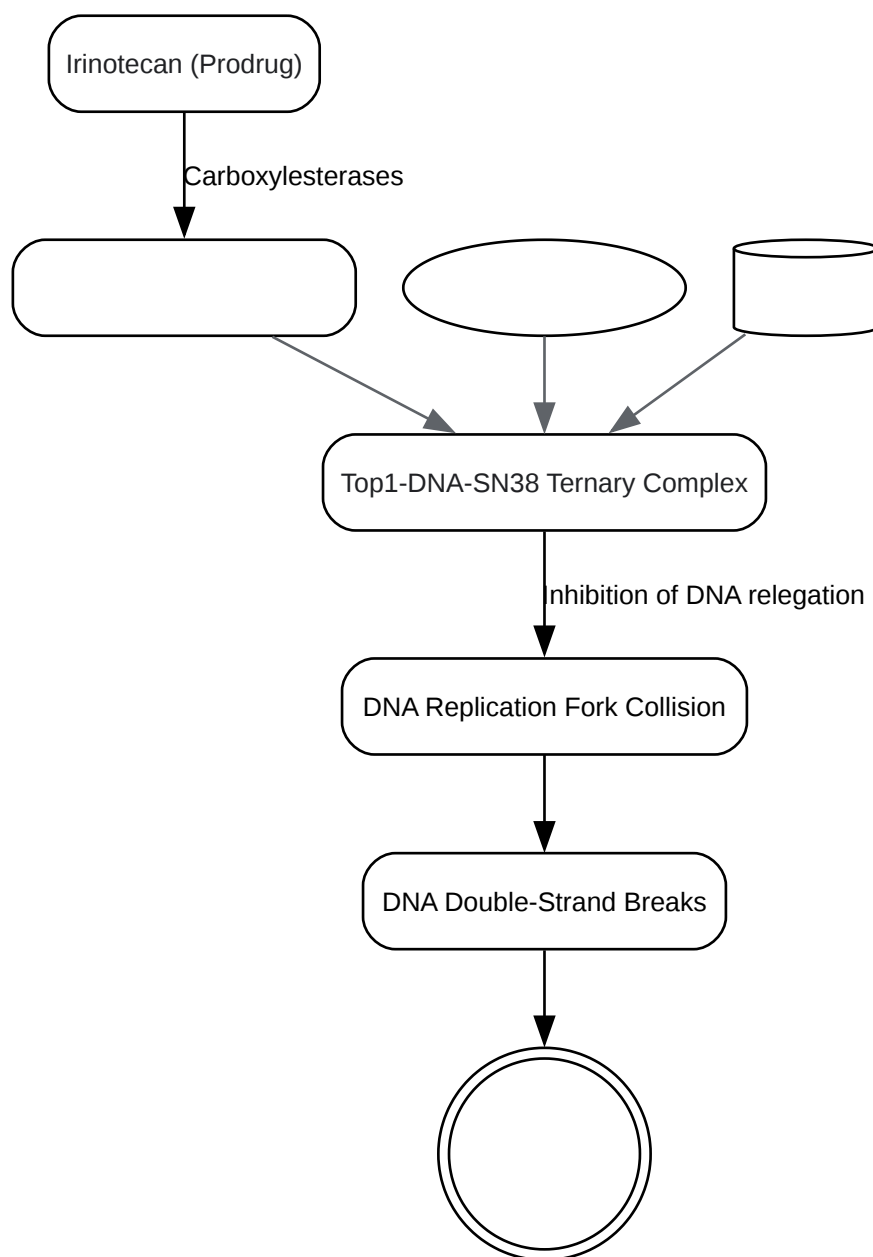 Irinotecan (Prodrug)
Carboxylesterases
Top1-DNA-SN38 Ternary Complex
Inhibition of DNA relegation
DNA Replication Fork Collision
DNA Double-Strand Breaks